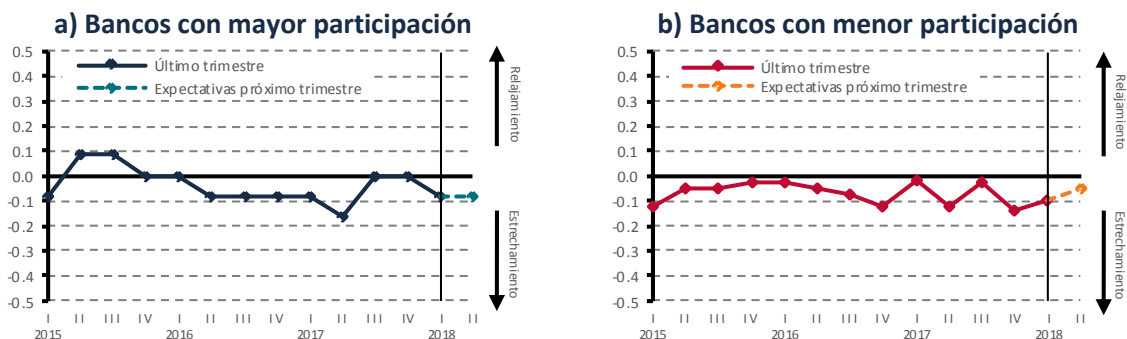 a) Bancos con mayor participación
0.5
0.4
0.3
0.2
0.1
0.0
-0.1
-0.2
-0.3
-0.4
-0.5
Último trimestre
Expectativas próximo trimestre
Relajamiento
Estrechamiento
I II III IV I II III IV I II III IV I II
2015 2016 2017 2018
b) Bancos con menor participación
0.5
0.4
0.3
0.2
0.1
0.0
-0.1
-0.2
-0.3
-0.4
-0.5
Último trimestre
Expectativas próximo trimestre
Relajamiento
Estrechamiento
I II III IV I II III IV I II III IV I II
2015 2016 2017 2018